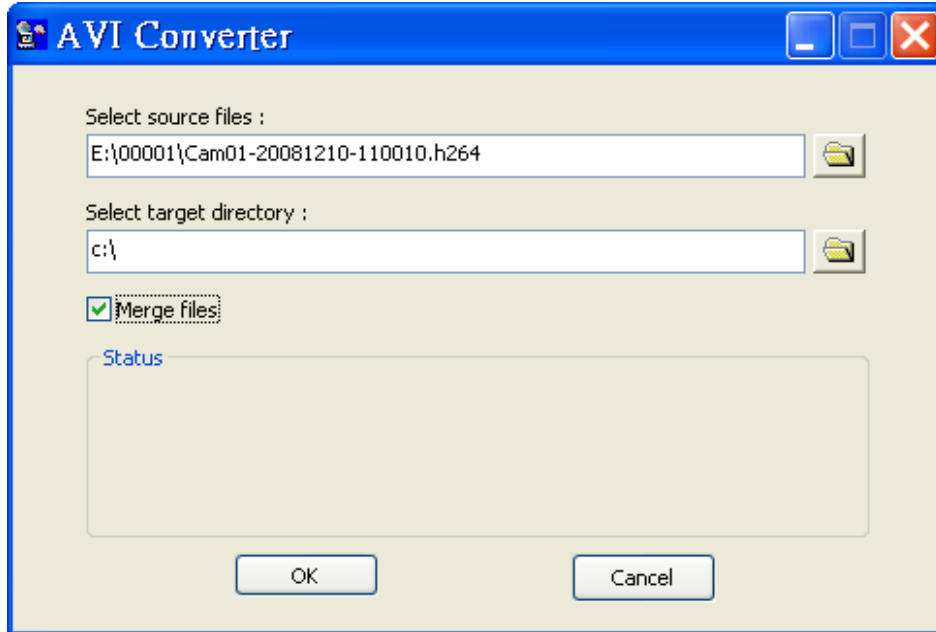 AVI Converter
Select source files :
E:\00001\Cam01-20081210-110010.h264
Select target directory :
c:\
Merge files
Status
OK
Cancel